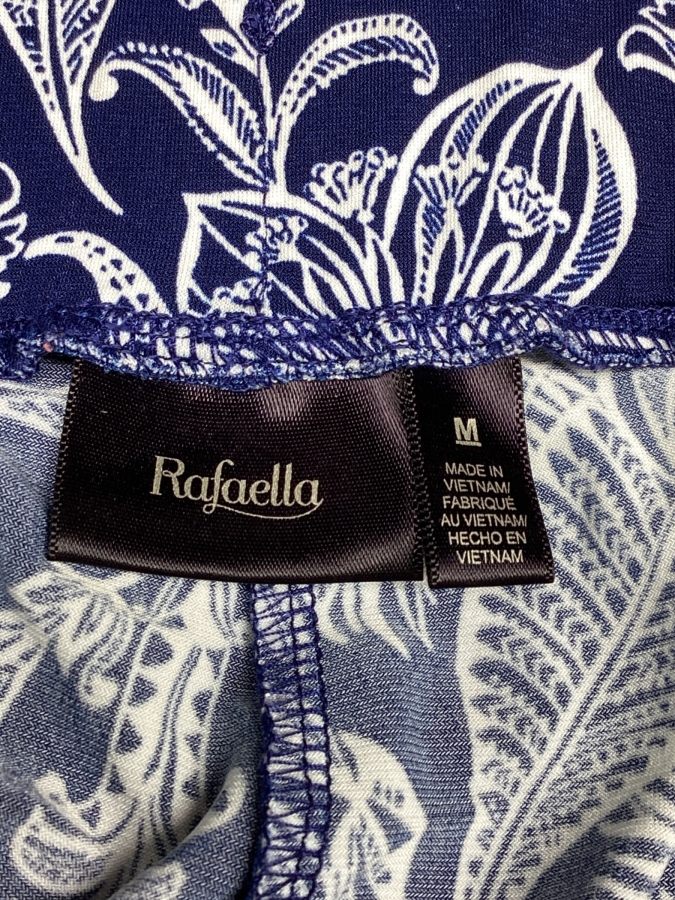 Rafaella
M
MADE IN
VIETNAM/
FABRIQUÉ
AU VIETNAM/
HECHO EN
VIETNAM